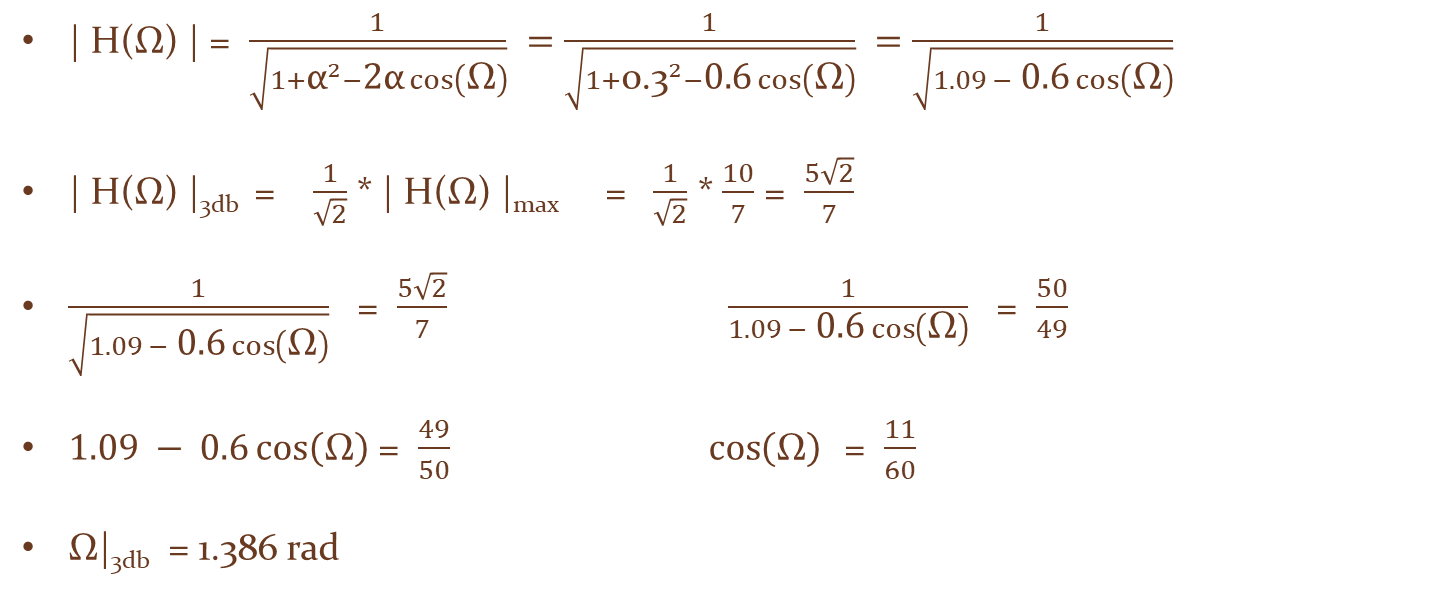 • | H(Ω) | = 1/√(1+α²−2α cos(Ω)) = 1/√(1+0.3²−0.6 cos(Ω)) = 1/√(1.09 − 0.6 cos(Ω))
• | H(Ω) |₃db = 1/√2 * | H(Ω) |max = 1/√2 * 10/7 = 5√2/7
• 1/√(1.09 − 0.6 cos(Ω)) = 5√2/7 1/(1.09 − 0.6 cos(Ω)) = 50/49
• 1.09 − 0.6 cos(Ω) = 49/50 cos(Ω) = 11/60
• Ω|₃db = 1.386 rad